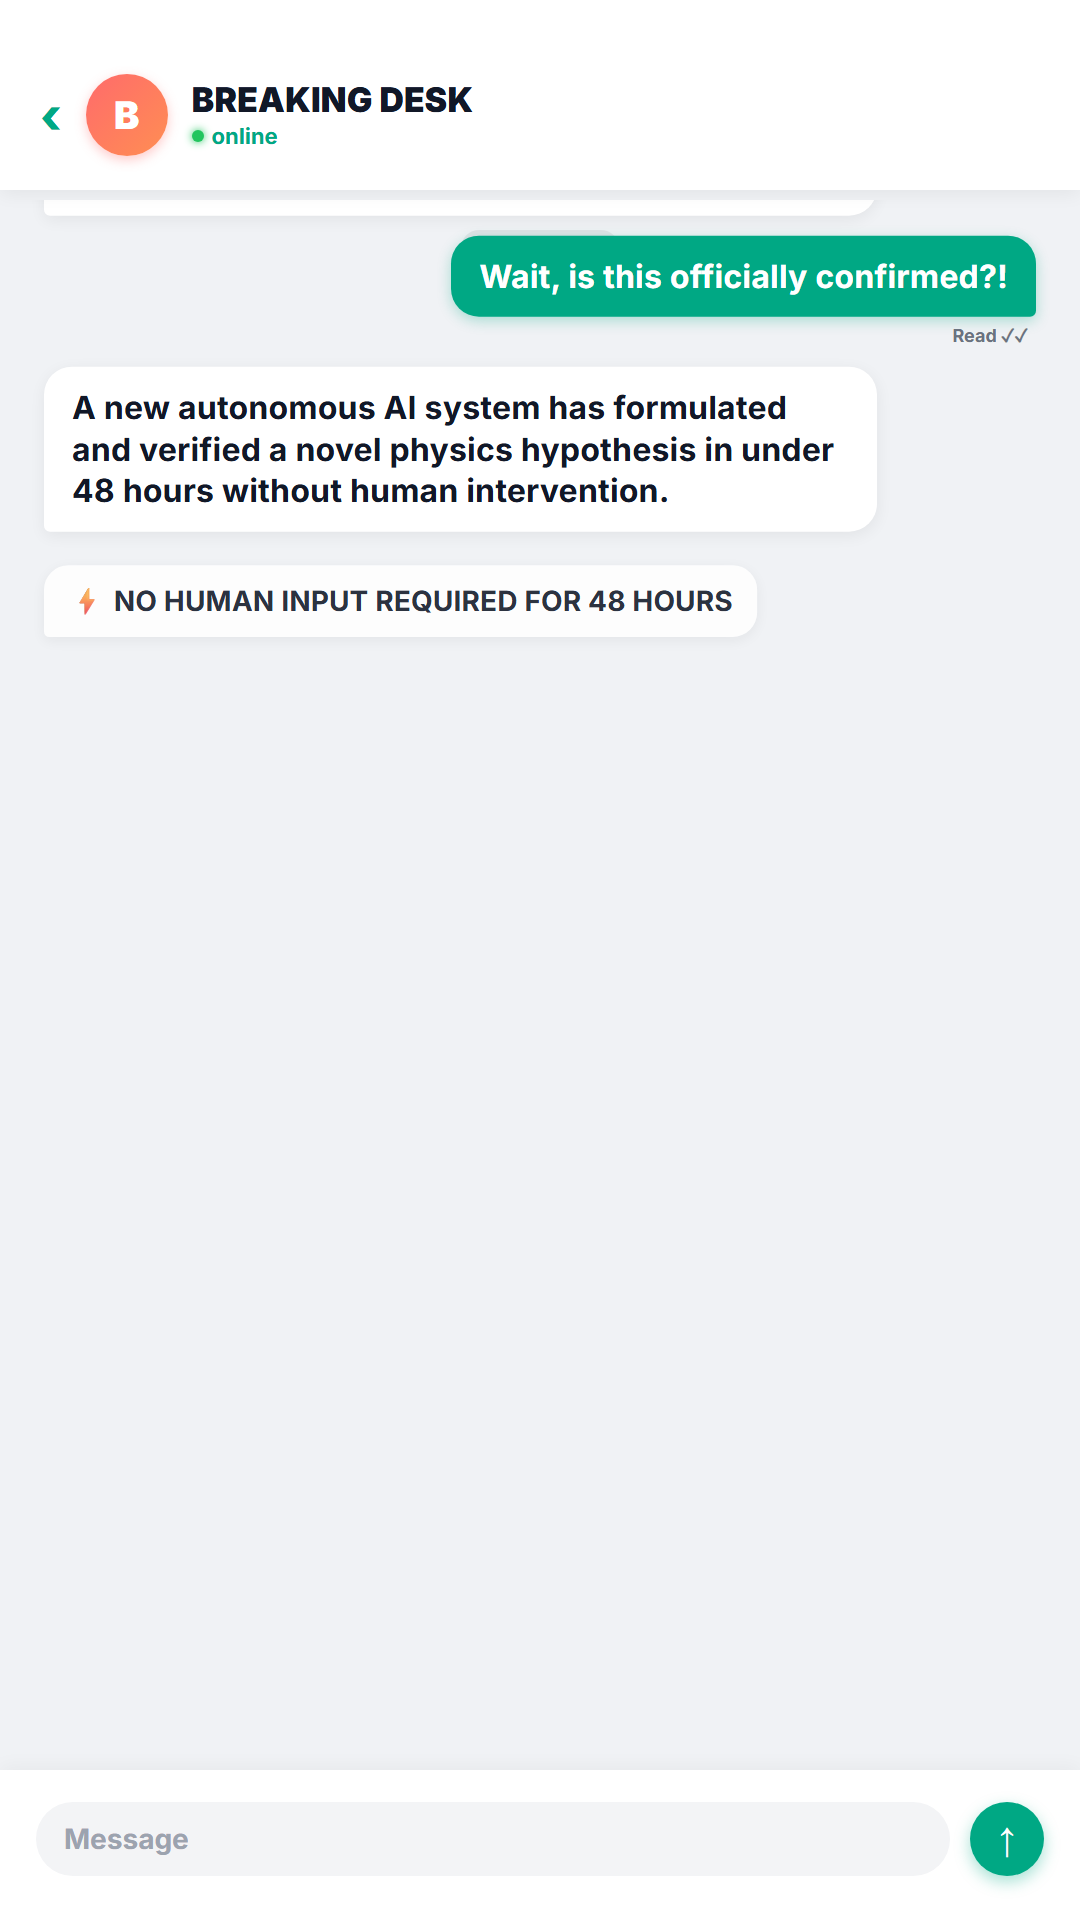 ‹
B
BREAKING DESK
online
Wait, is this officially confirmed?!
Read ✓✓
A new autonomous AI system has formulated
and verified a novel physics hypothesis in under
48 hours without human intervention.
⚡ NO HUMAN INPUT REQUIRED FOR 48 HOURS
Message
↑